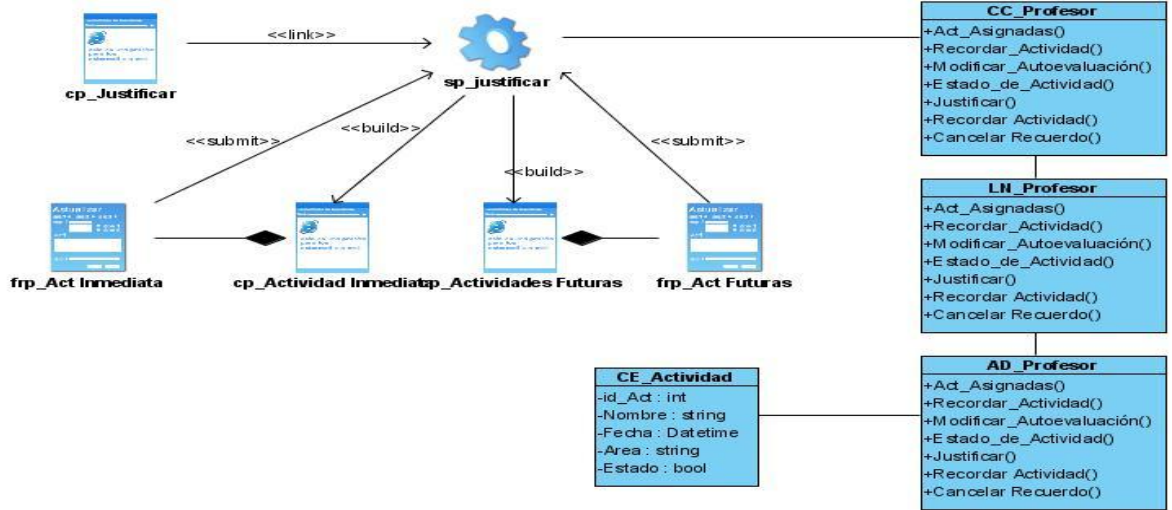 CC_Profesor
+Act_Asignadas()
+Recordar_Actividad()
+Modificar_Autoevaluación()
+Estado_de_Actividad()
+Justificar()
+Recordar Actividad()
+Cancelar Recuerdo()
<<link>>
cp_Justificar
sp_justificar
<<submit>>
<<build>>
<<build>>
<<submit>>
LN_Profesor
+Act_Asignadas()
+Recordar_Actividad()
+Modificar_Autoevaluación()
+Estado_de_Actividad()
+Justificar()
+Recordar Actividad()
+Cancelar Recuerdo()
Actualizar
frp_Act Inmediata
cp_Actividad Inmediata
cp_Actividades Futuras
Actualizar
frp_Act Futuras
CE_Actividad
-id_Act : int
-Nombre : string
-Fecha : Datetime
-Area : string
-Estado : bool
AD_Profesor
+Act_Asignadas()
+Recordar_Actividad()
+Modificar_Autoevaluación()
+Estado_de_Actividad()
+Justificar()
+Recordar Actividad()
+Cancelar Recuerdo()